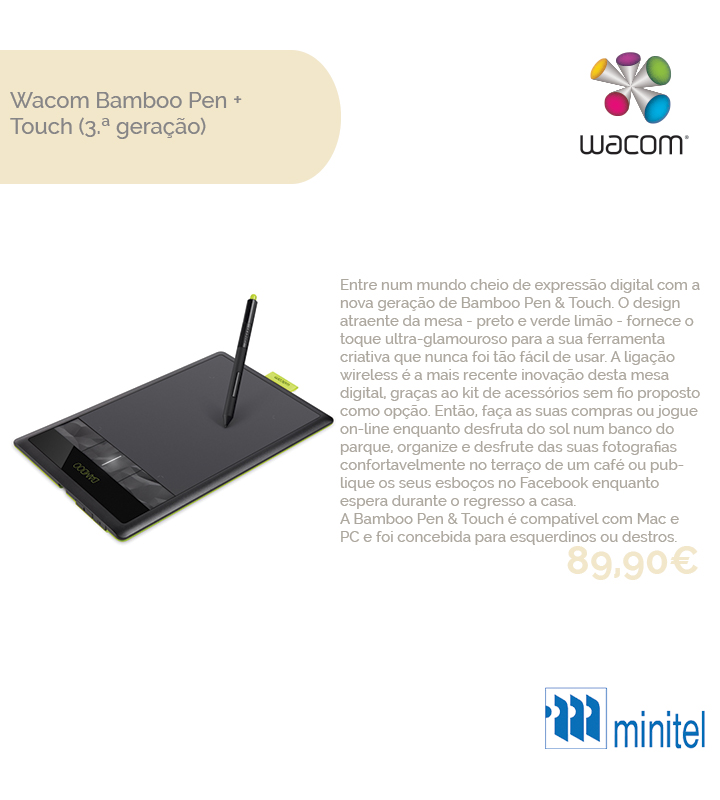 Wacom Bamboo Pen +
Touch (3.ª geração)
wacom®
Entre num mundo cheio de expressão digital com a
nova geração de Bamboo Pen & Touch. O design
atraente da mesa - preto e verde limão - fornece o
toque ultra-glamouroso para a sua ferramenta
criativa que nunca foi tão fácil de usar. A ligação
wireless é a mais recente inovação desta mesa
digital, graças ao kit de acessórios sem fio proposto
como opção. Então, faça as suas compras ou jogue
on-line enquanto desfruta do sol num banco do
parque, organize e desfrute das suas fotografias
confortavelmente no terraço de um café ou pub-
lique os seus esboços no Facebook enquanto
espera durante o regresso a casa.
A Bamboo Pen & Touch é compatível com Mac e
PC e foi concebida para esquerdinos ou destros.
89,90€
wacom
BAMBOO
minitel